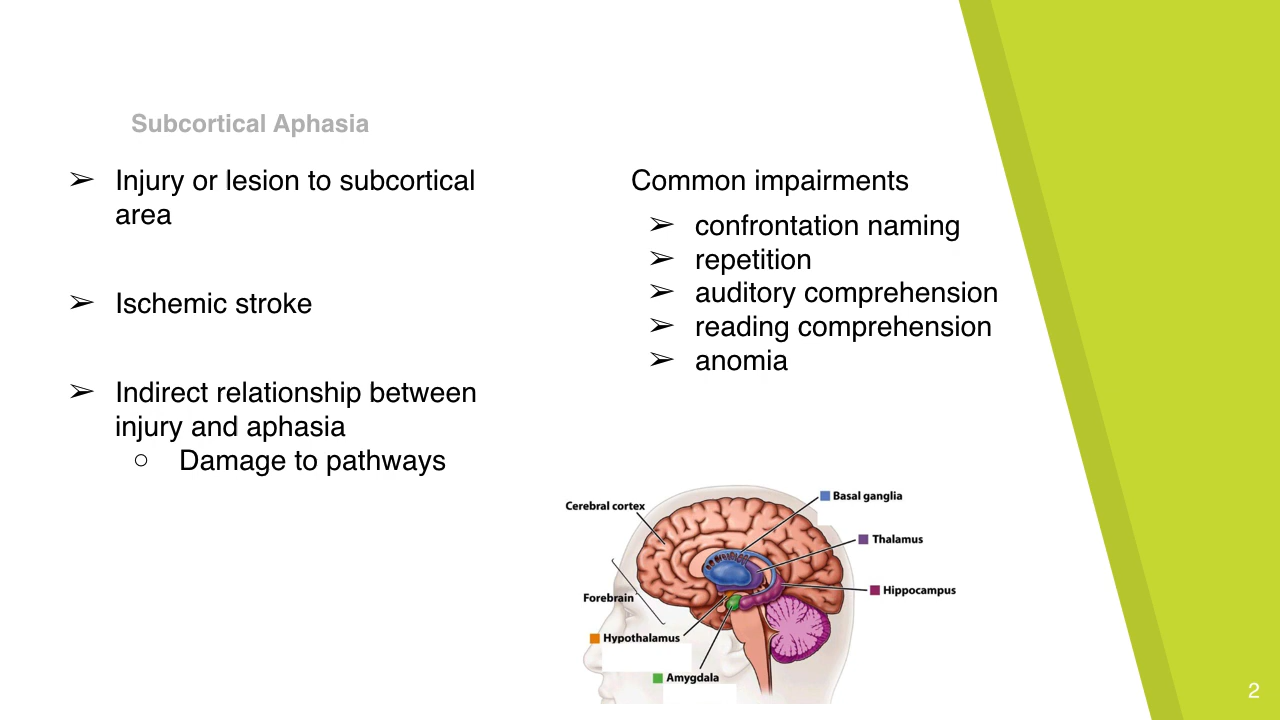 Subcortical Aphasia
➢ Injury or lesion to subcortical
area
➢ Ischemic stroke
➢ Indirect relationship between
injury and aphasia
○ Damage to pathways
Common impairments
➢ confrontation naming
➢ repetition
➢ auditory comprehension
➢ reading comprehension
➢ anomia
Cerebral cortex
Basal ganglia
Thalamus
Hippocampus
Forebrain
Hypothalamus
Amygdala
2